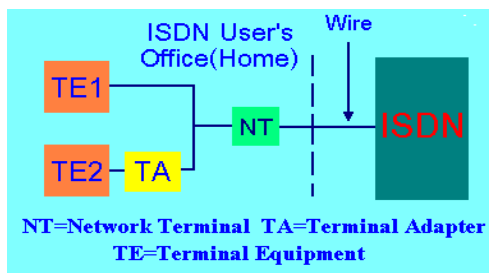 ISDN User's
Office(Home)
Wire
TE1
NT
ISDN
TE2
TA
NT=Network Terminal TA=Terminal Adapter
TE=Terminal Equipment